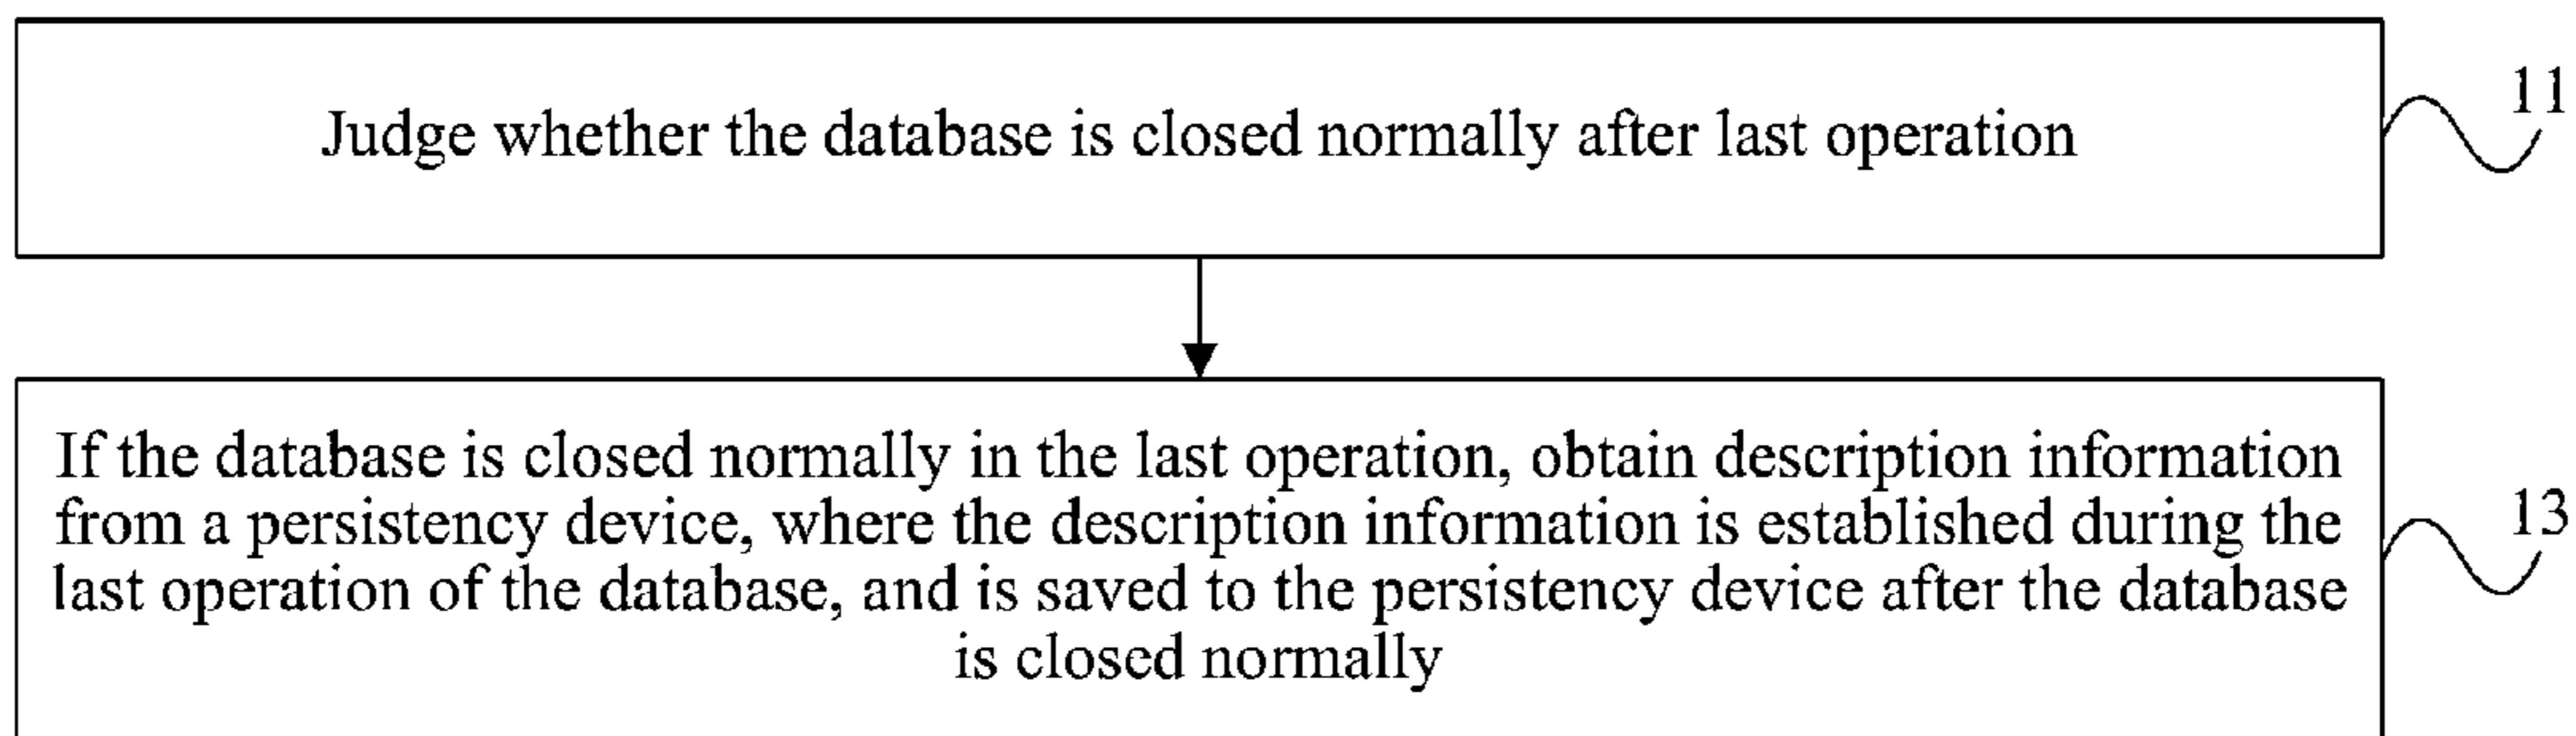 Judge whether the database is closed normally after last operation
11
If the database is closed normally in the last operation, obtain description information
from a persistency device, where the description information is established during the
last operation of the database, and is saved to the persistency device after the database
is closed normally
13